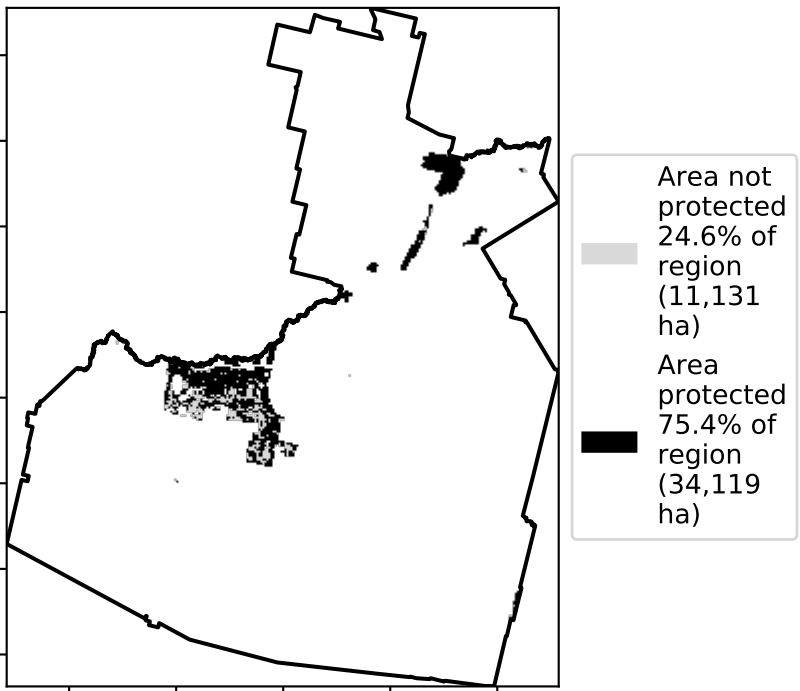 Area not
protected
24.6% of
region
(11,131
ha)
Area
protected
75.4% of
region
(34,119
ha)